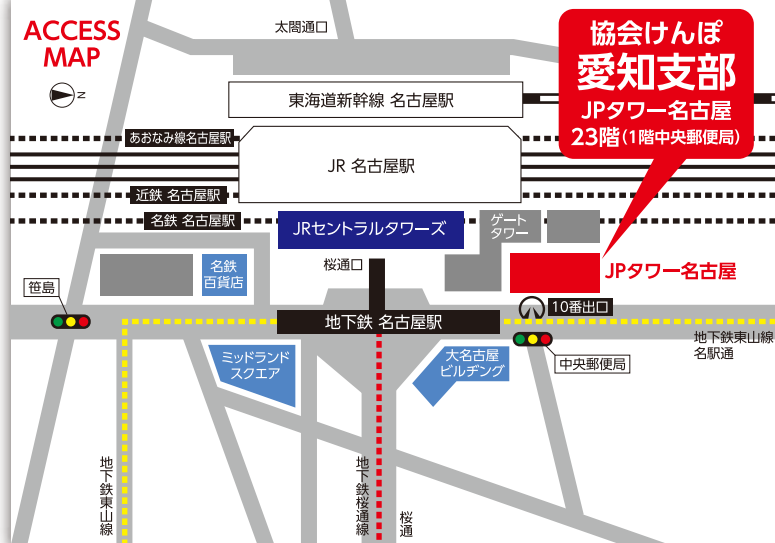 ACCESS
MAP
N
太閤通口
東海道新幹線 名古屋駅
協会けんぽ
愛知支部
JPタワー名古屋
23階(1階中央郵便局)
あおなみ線名古屋駅
JR 名古屋駅
近鉄 名古屋駅
名鉄 名古屋駅
JRセントラルタワーズ
ゲート
タワー
名鉄
百貨店
桜通口
JPタワー名古屋
笹島
10番出口
地下鉄 名古屋駅
地下鉄東山線
名駅通
ミッドランド
スクエア
大名古屋
ビルヂング
中央郵便局
地下鉄東山線
地下鉄桜通線
桜通